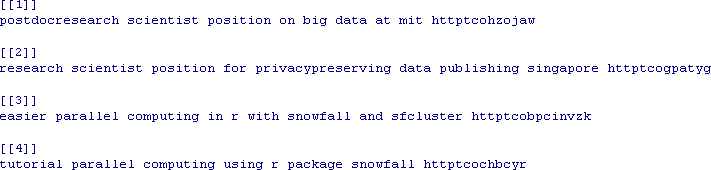 [[1]]
postdocresearch scientist position on big data at mit httptcohzojaw
[[2]]
research scientist position for privacypreserving data publishing singapore httptcogpatyg
[[3]]
easier parallel computing in r with snowfall and sfcluster httptcobpcinvzk
[[4]]
tutorial parallel computing using r package snowfall httptcochbcyr